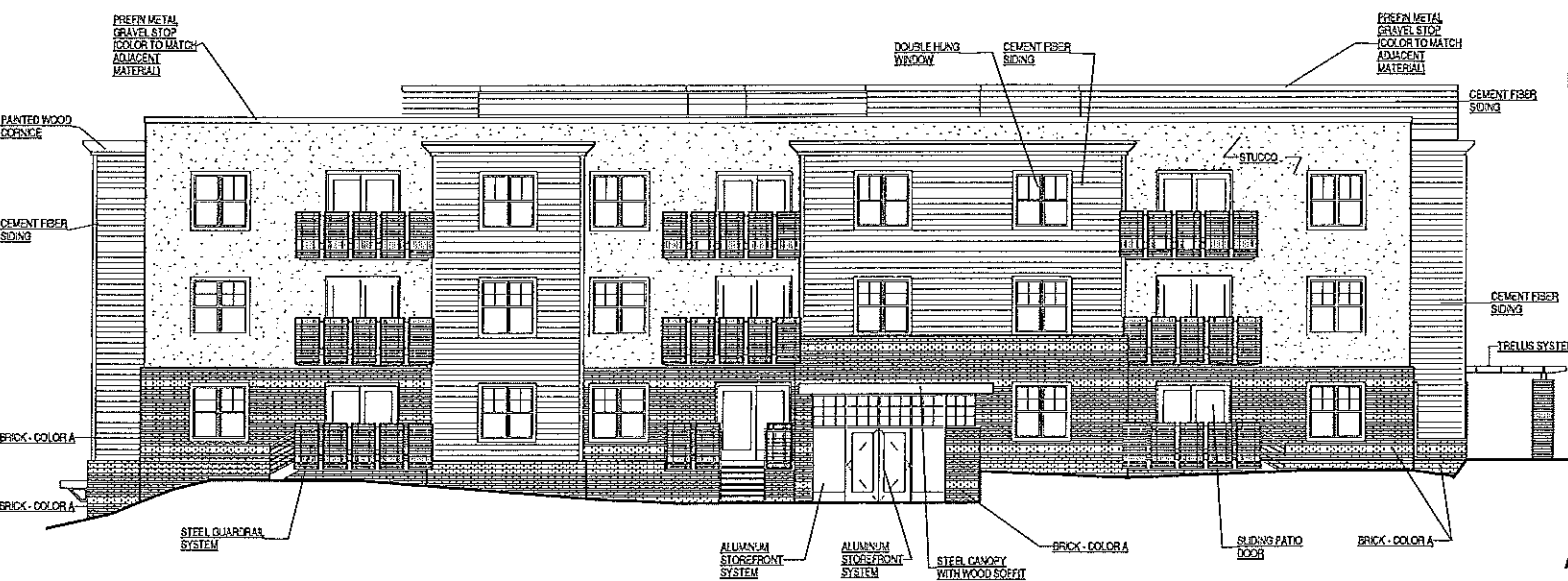 PREFIN METAL
GRAVEL STOP
(COLOR TO MATCH
ADJACENT
MATERIAL)
DOUBLE HUNG
WINDOW
CEMENT FIBER
SIDING
PREFIN METAL
GRAVEL STOP
(COLOR TO MATCH
ADJACENT
MATERIAL)
CEMENT FIBER
SIDING
PAINTED WOOD
CORNICE
STUCCO
CEMENT FIBER
SIDING
CEMENT FIBER
SIDING
TRELLIS SYSTEM
BRICK - COLOR A
BRICK - COLOR A
STEEL GUARDRAIL
SYSTEM
ALUMINUM
STOREFRONT
SYSTEM
ALUMINUM
STOREFRONT
SYSTEM
STEEL CANOPY
WITH WOOD SOFFIT
BRICK - COLOR A
SLIDING PATIO
DOOR
BRICK - COLOR A